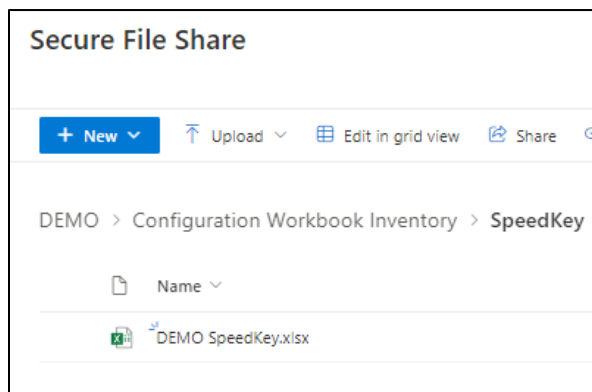 Secure File Share
+ New Upload Edit in grid view Share
DEMO > Configuration Workbook Inventory > SpeedKey
Name
DEMO SpeedKey.xlsx